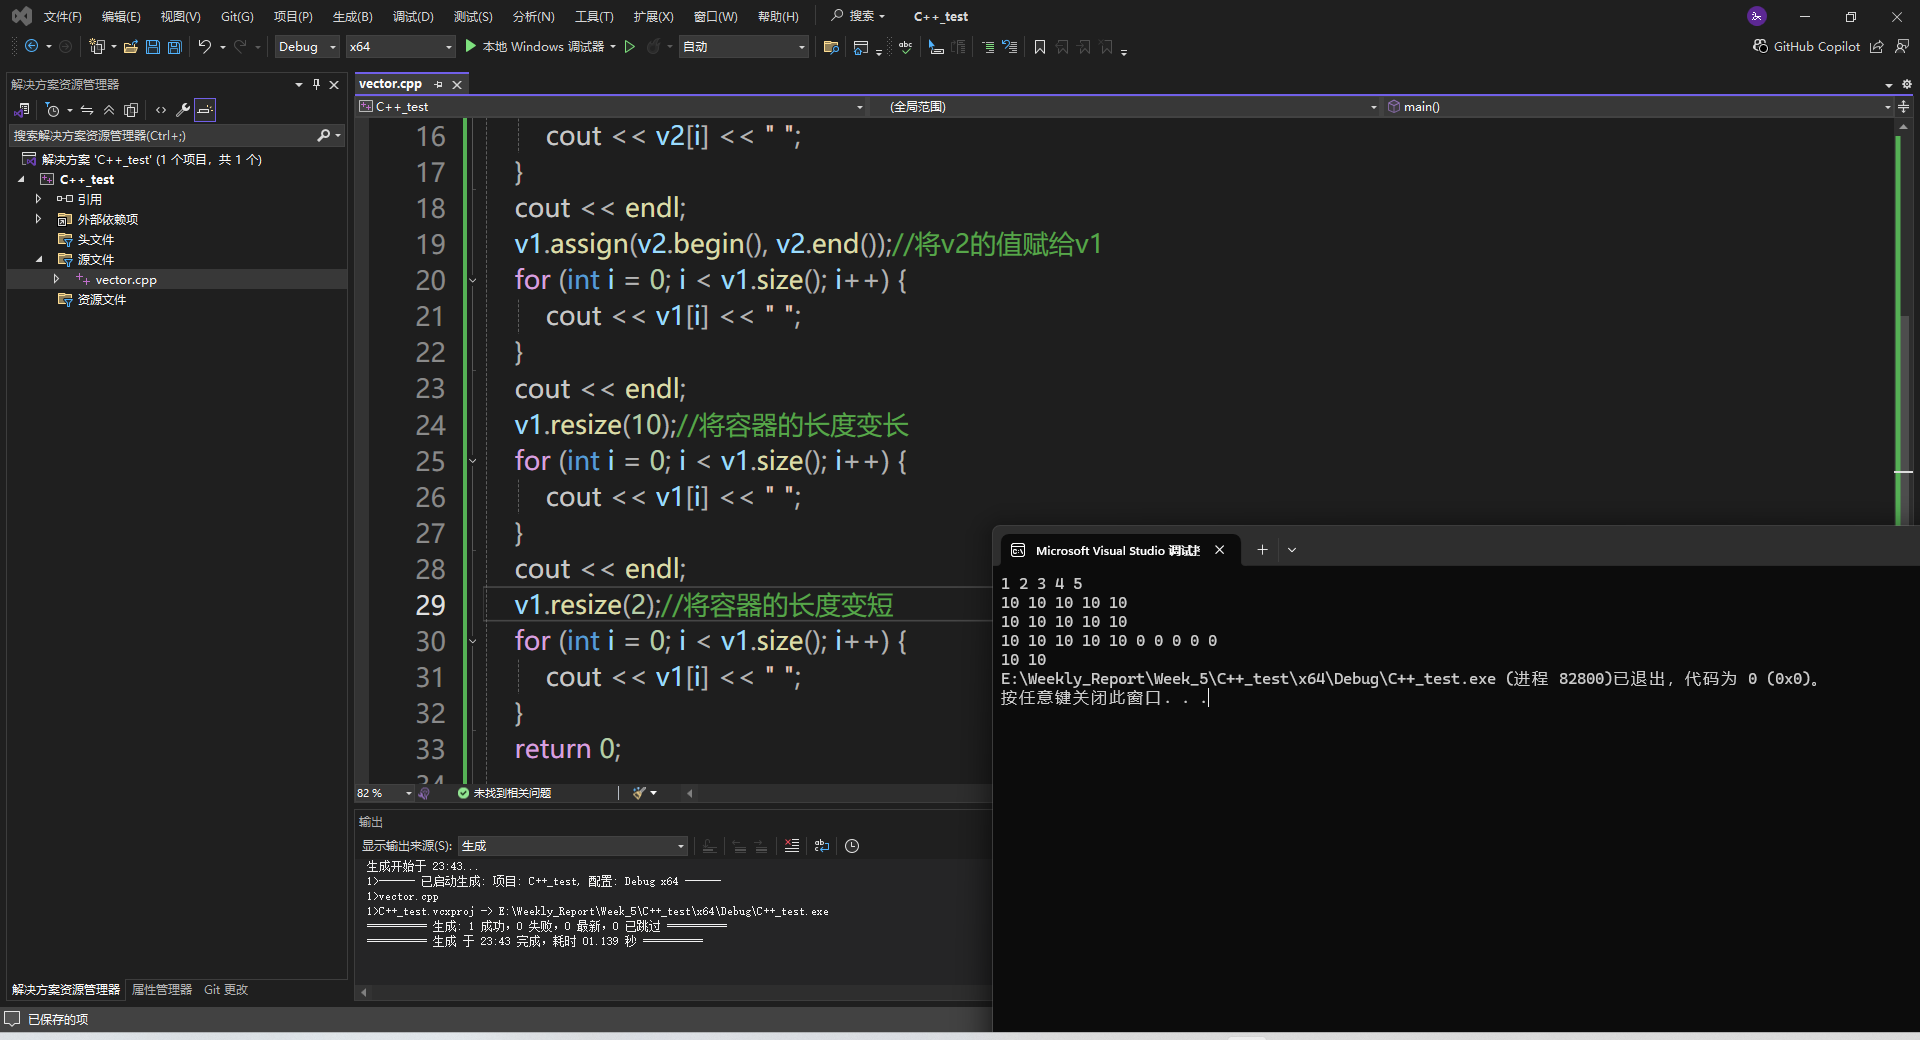 文件(F) 编辑(E) 视图(V) Git(G) 项目(P) 生成(B) 调试(D) 测试(S) 分析(N) 工具(T) 扩展(X) 窗口(W) 帮助(H) 搜索 C++_test
Debug x64 本地 Windows 调试器 自动 GitHub Copilot
解决方案资源管理器
搜索解决方案资源管理器(Ctrl+;)
解决方案 'C++_test' (1 个项目，共 1 个)
C++_test
引用
外部依赖项
头文件
源文件
vector.cpp
资源文件
解决方案资源管理器 属性管理器 Git 更改
vector.cpp
C++_test (全局范围) main()
16 cout << v2[i] << " ";
17 }
18 cout << endl;
19 v1.assign(v2.begin(), v2.end());//将v2的值赋给v1
20 for (int i = 0; i < v1.size(); i++) {
21 cout << v1[i] << " ";
22 }
23 cout << endl;
24 v1.resize(10);//将容器的长度变长
25 for (int i = 0; i < v1.size(); i++) {
26 cout << v1[i] << " ";
27 }
28 cout << endl;
29 v1.resize(2);//将容器的长度变短
30 for (int i = 0; i < v1.size(); i++) {
31 cout << v1[i] << " ";
32 }
33 return 0;
34
82 % 未找到相关问题
输出
显示输出来源(S): 生成
生成开始于 23:43...
1>------ 已启动生成: 项目: C++_test, 配置: Debug x64 ------
1>vector.cpp
1>C++_test.vcxproj -> E:\Weekly_Report\Week_5\C++_test\x64\Debug\C++_test.exe
========== 生成: 1 成功，0 失败，0 最新，0 已跳过 ==========
========== 生成 于 23:43 完成，耗时 01.139 秒 ==========
Microsoft Visual Studio 调试
1 2 3 4 5
10 10 10 10 10
10 10 10 10 10
10 10 10 10 10 0 0 0 0 0
10 10
E:\Weekly_Report\Week_5\C++_test\x64\Debug\C++_test.exe (进程 82800)已退出，代码为 0 (0x0)。
按任意键关闭此窗口. . .
已保存的项